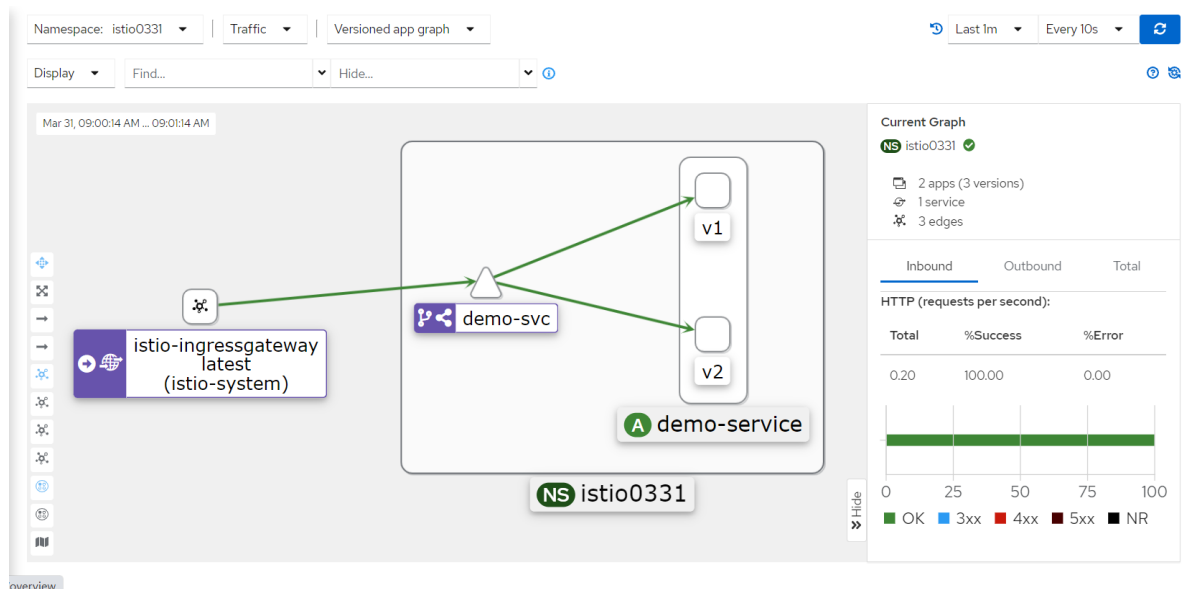 Namespace: istio0331
Traffic
Versioned app graph
Last 1m
Every 10s
Display
Find...
Hide...
Mar 31, 09:00:14 AM ... 09:01:14 AM
v1
demo-svc
v2
istio-ingressgateway
latest
(istio-system)
A demo-service
NS istio0331
Hide
Current Graph
NS istio0331
2 apps (3 versions)
1 service
3 edges
Inbound Outbound Total
HTTP (requests per second):
Total %Success %Error
0.20 100.00 0.00
0 25 50 75 100
OK 3xx 4xx 5xx NR
overview